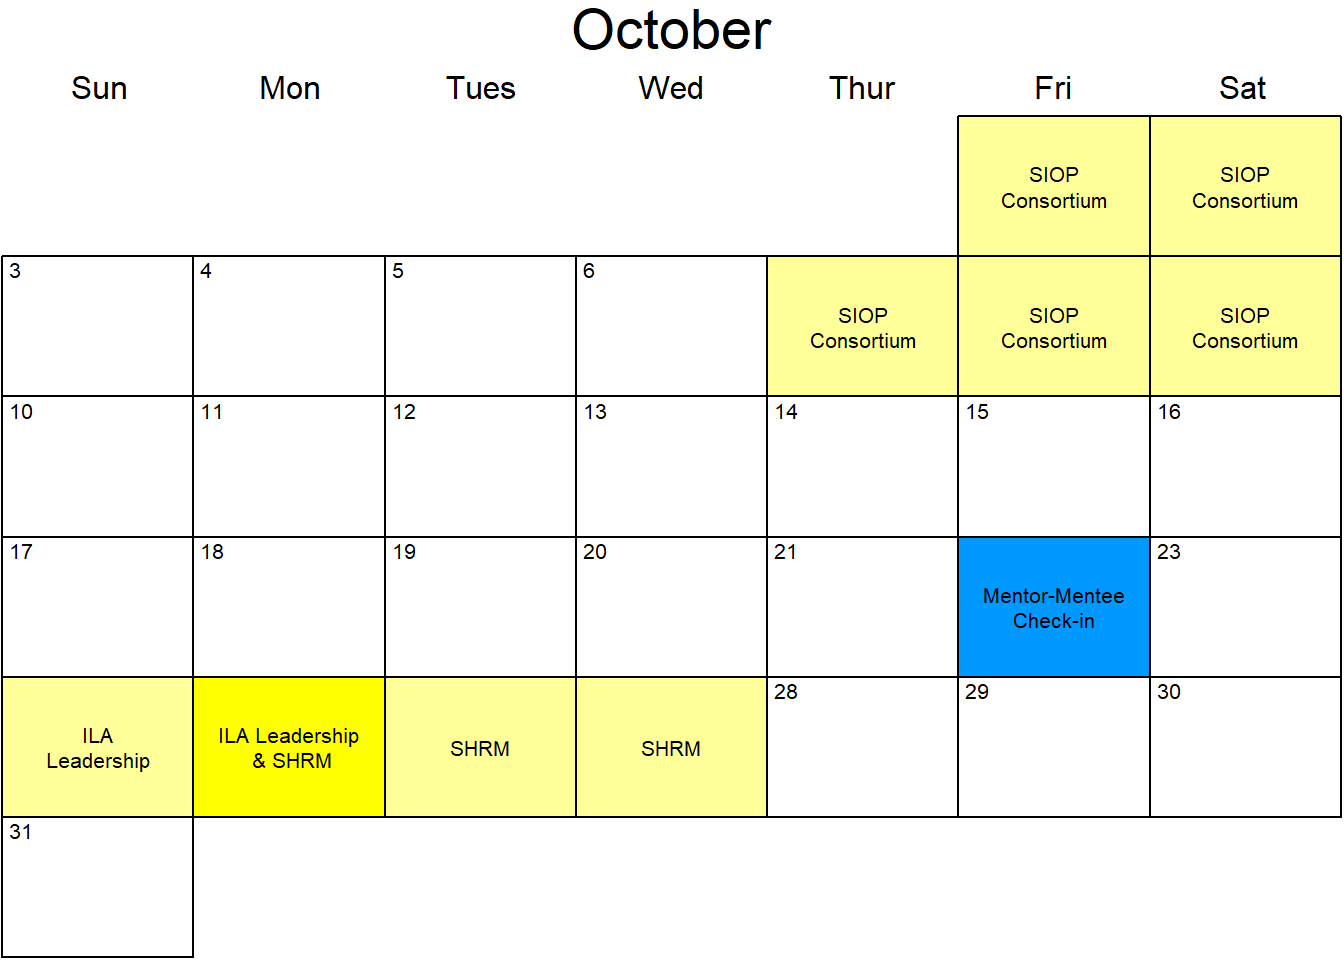 October
Sun Mon Tues Wed Thur Fri Sat
SIOP
Consortium
SIOP
Consortium
3
4
5
6
SIOP
Consortium
SIOP
Consortium
SIOP
Consortium
10
11
12
13
14
15
16
17
18
19
20
21
Mentor-Mentee
Check-in
23
ILA
Leadership
ILA Leadership
& SHRM
SHRM
SHRM
28
29
30
31